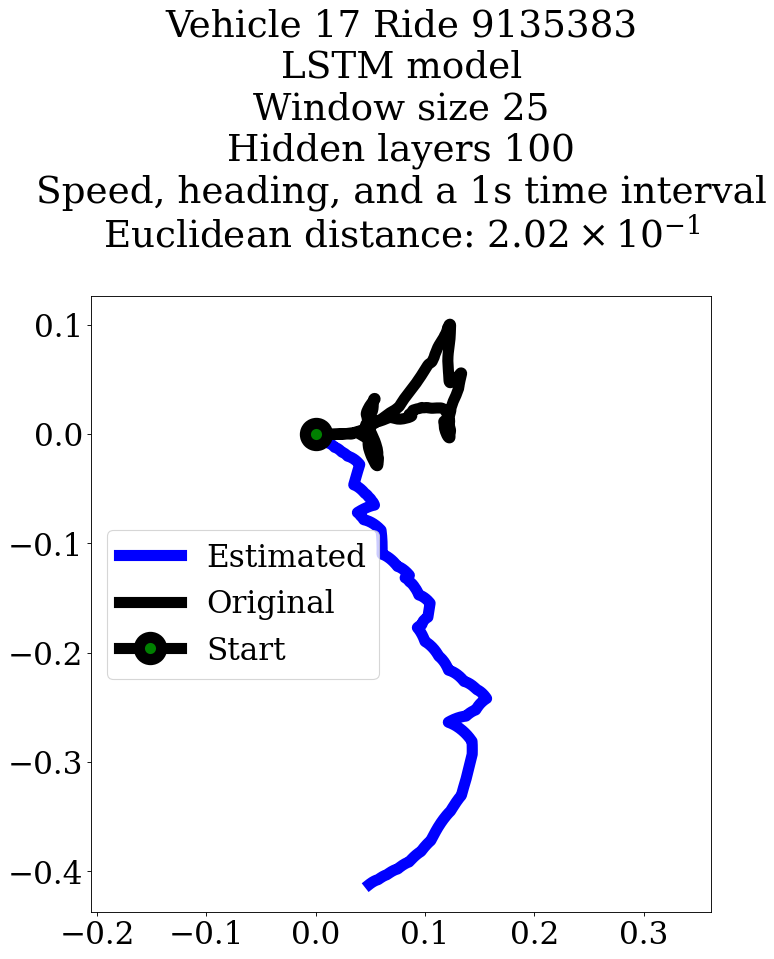 Vehicle 17 Ride 9135383
LSTM model
Window size 25
Hidden layers 100
Speed, heading, and a 1s time interval
Euclidean distance: 2.02 × 10⁻¹
0.1
0.0
−0.1
−0.2
−0.3
−0.4
Estimated
Original
Start
−0.2 −0.1 0.0 0.1 0.2 0.3